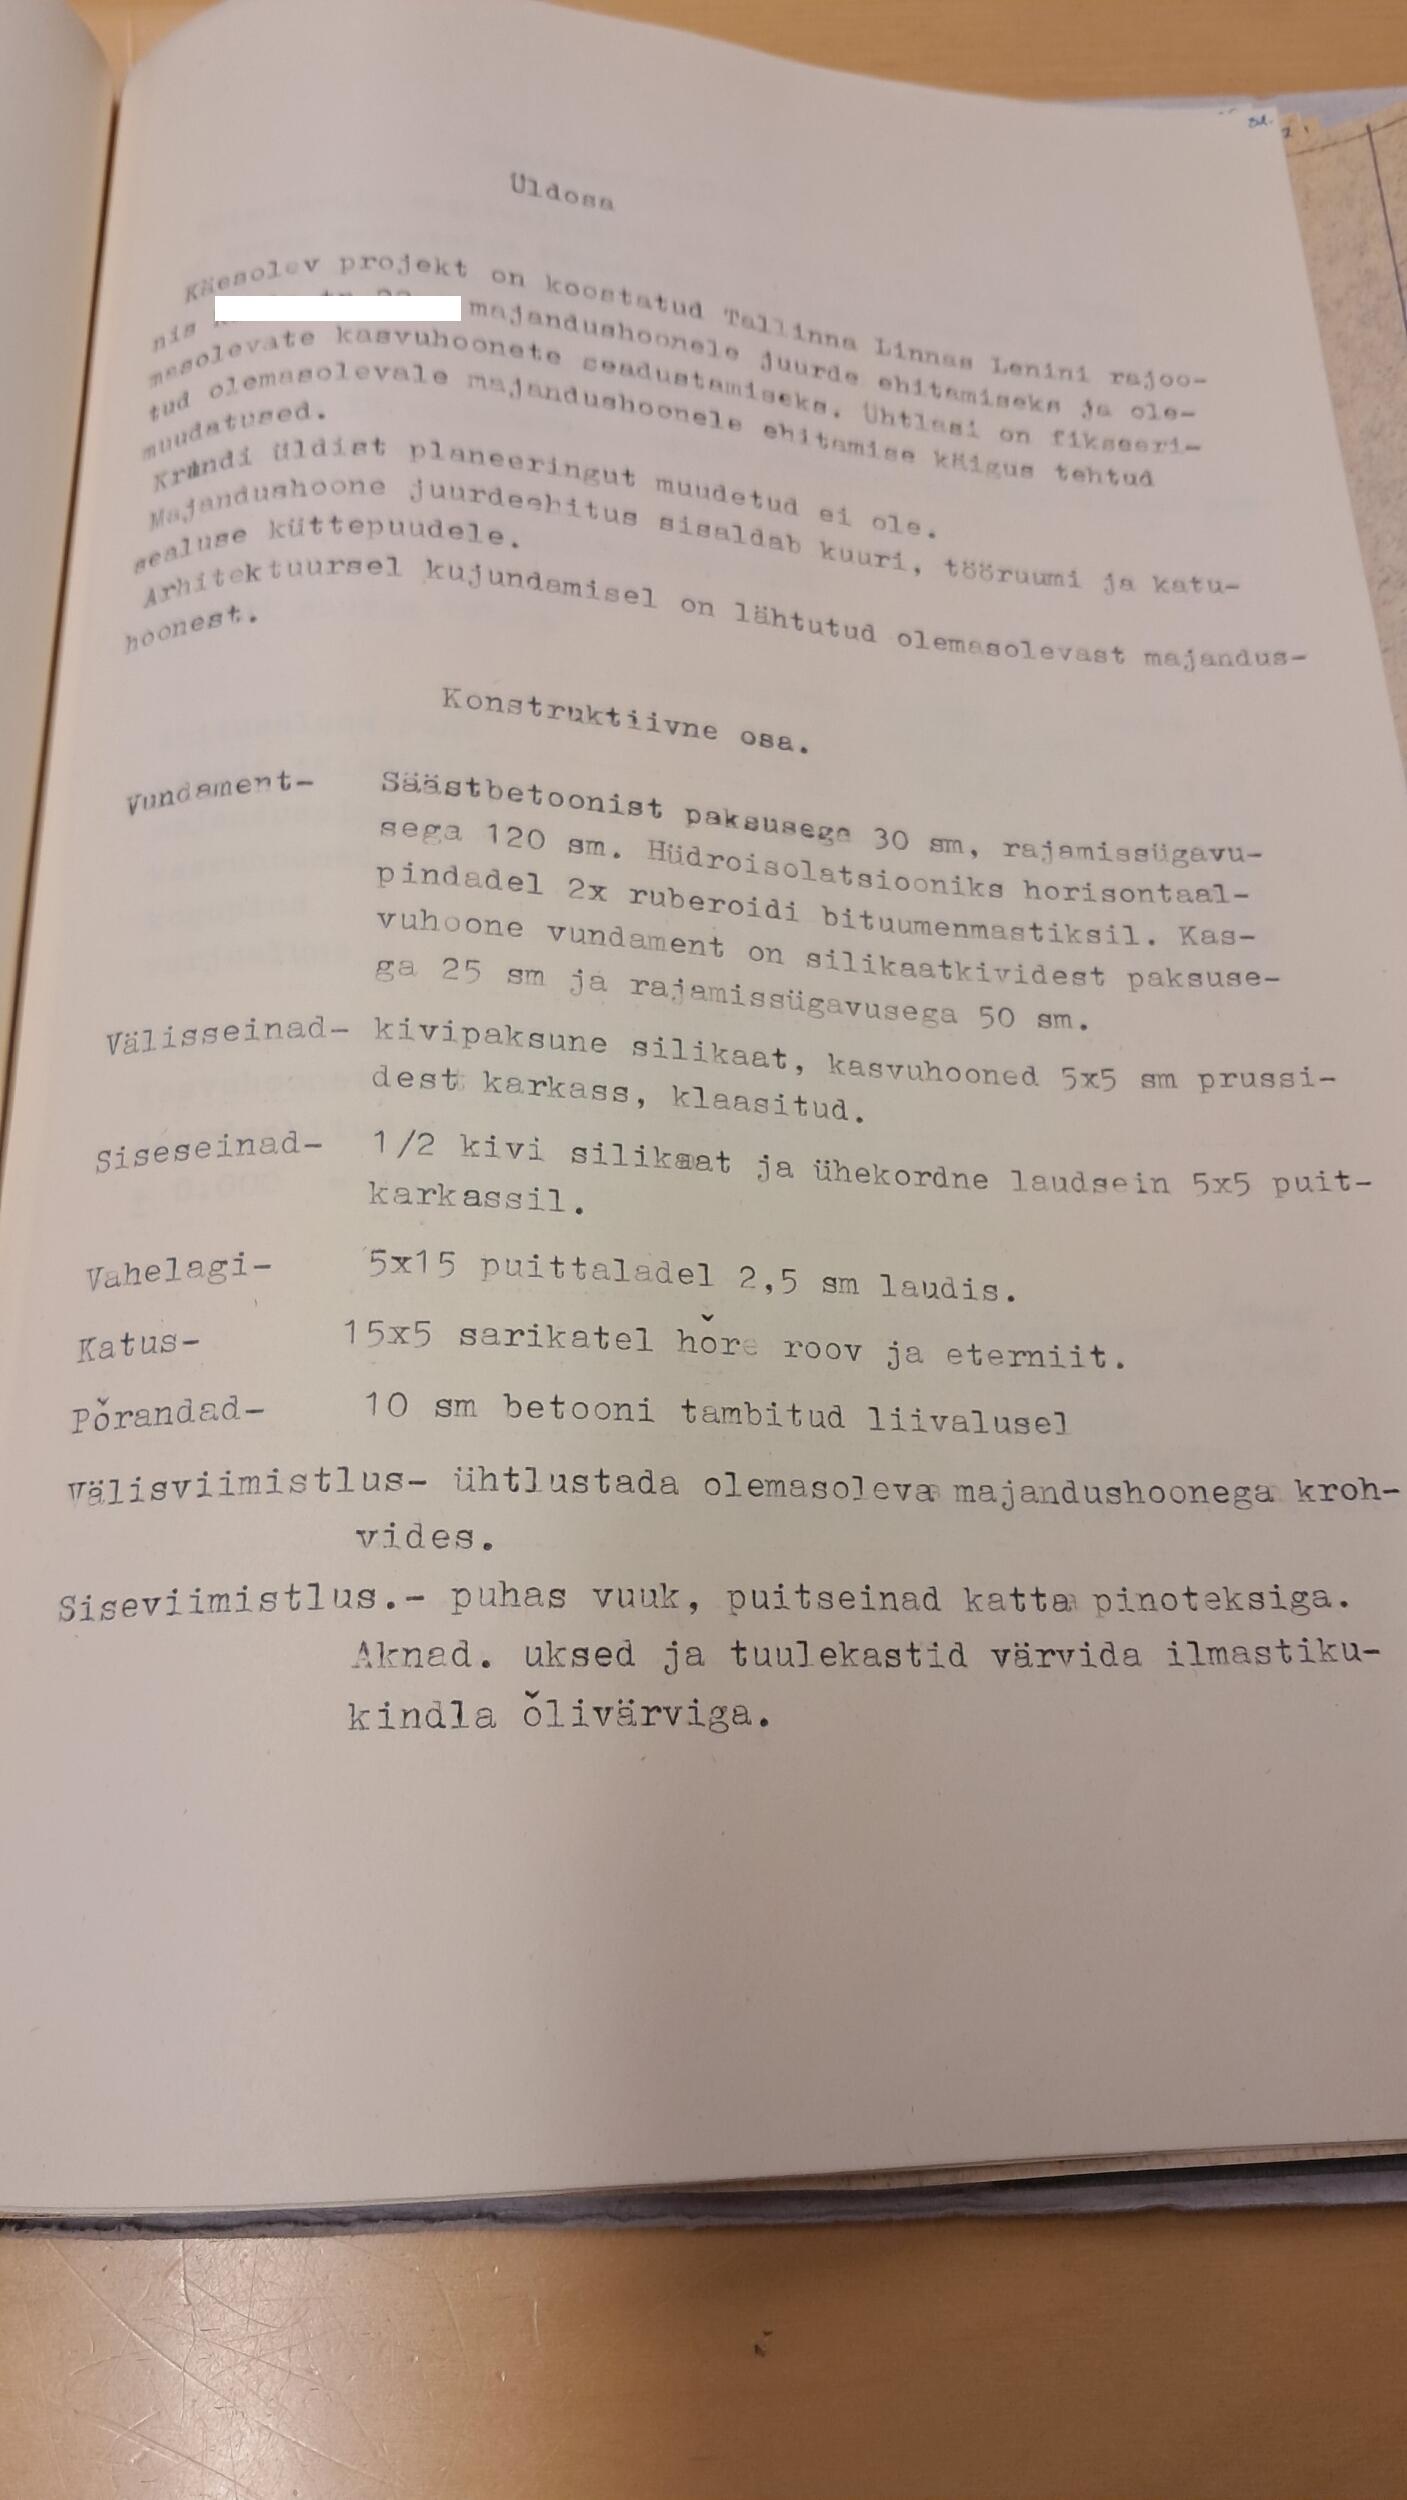 Üldosa
Käesolev projekt on koostatud Tallinna Linnas Lenini rajoo-
nis majandushoonele juurde ehitamiseks ja ole-
masolevate kasvuhoonete seadustamiseks. Ühtlasi on fikseeri-
tud olemasolevale majandushoonele ehitamise käigus tehtud
muudatused.
Krundi üldist planeeringut muudetud ei ole.
Majandushoone juurdeehitus sisaldab kuuri, tööruumi ja katu-
sealuse küttepuudele.
Arhitektuursel kujundamisel on lähtutud olemasolevast majandus-
hoonest.
Konstruktiivne osa.
Vundament- Säästbetoonist paksusega 30 sm, rajamissügavu-
sega 120 sm. Hüdroisolatsiooniks horisontaal-
pindadel 2x ruberoidi bituumenmastiksil. Kas-
vuhoone vundament on silikaatkividest paksuse-
ga 25 sm ja rajamissügavusega 50 sm.
Välisseinad- kivipaksune silikaat, kasvuhooned 5x5 sm prussi-
dest karkass, klaasitud.
Siseseinad- 1/2 kivi silikaat ja ühekordne laudsein 5x5 puit-
karkassil.
Vahelagi- 5x15 puittaladel 2,5 sm laudis.
Katus- 15x5 sarikatel hõre roov ja eterniit.
Põrandad- 10 sm betooni tambitud liivalusel
Välisviimistlus- ühtlustada olemasoleva majandushoonega kroh-
vides.
Siseviimistlus.- puhas vuuk, puitseinad katta pinoteksiga.
Aknad. uksed ja tuulekastid värvida ilmastiku-
kindla õlivärviga.